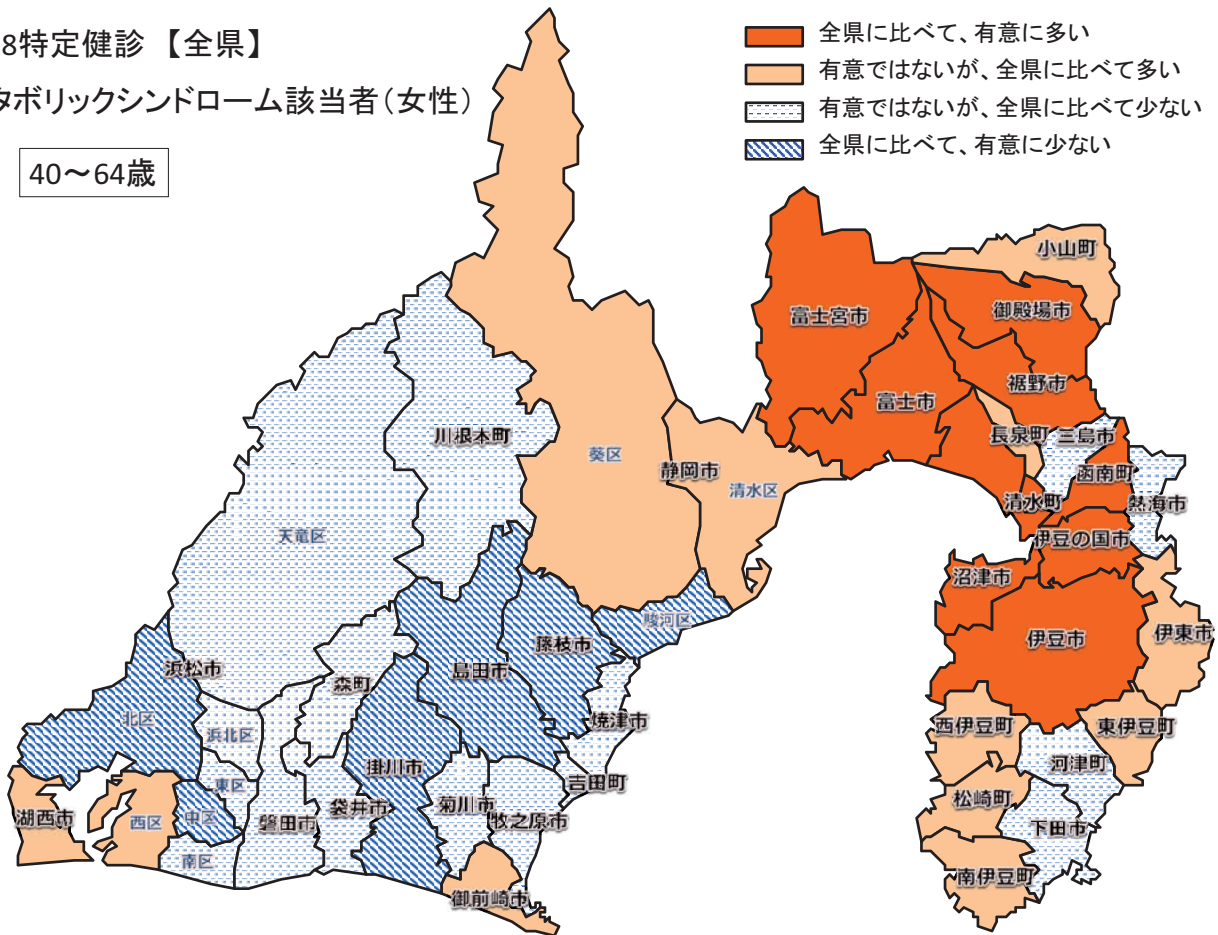 8特定健診 【全県】
タボリックシンドローム該当者(女性)
40～64歳
全県に比べて、有意に多い
有意ではないが、全県に比べて多い
有意ではないが、全県に比べて少ない
全県に比べて、有意に少ない
小山町
富士宮市
御殿場市
裾野市
富士市
長泉町
三島市
川根本町
葵区
静岡市
清水区
函南町
清水町
熱海市
天竜区
伊豆の国市
沼津市
駿河区
藤枝市
伊豆市
伊東市
浜松市
島田市
森町
北区
焼津市
西伊豆町
東伊豆町
浜北区
掛川市
河津町
東区
吉田町
湖西市
西区
中区
磐田市
袋井市
菊川市
牧之原市
松崎町
下田市
南区
御前崎市
南伊豆町